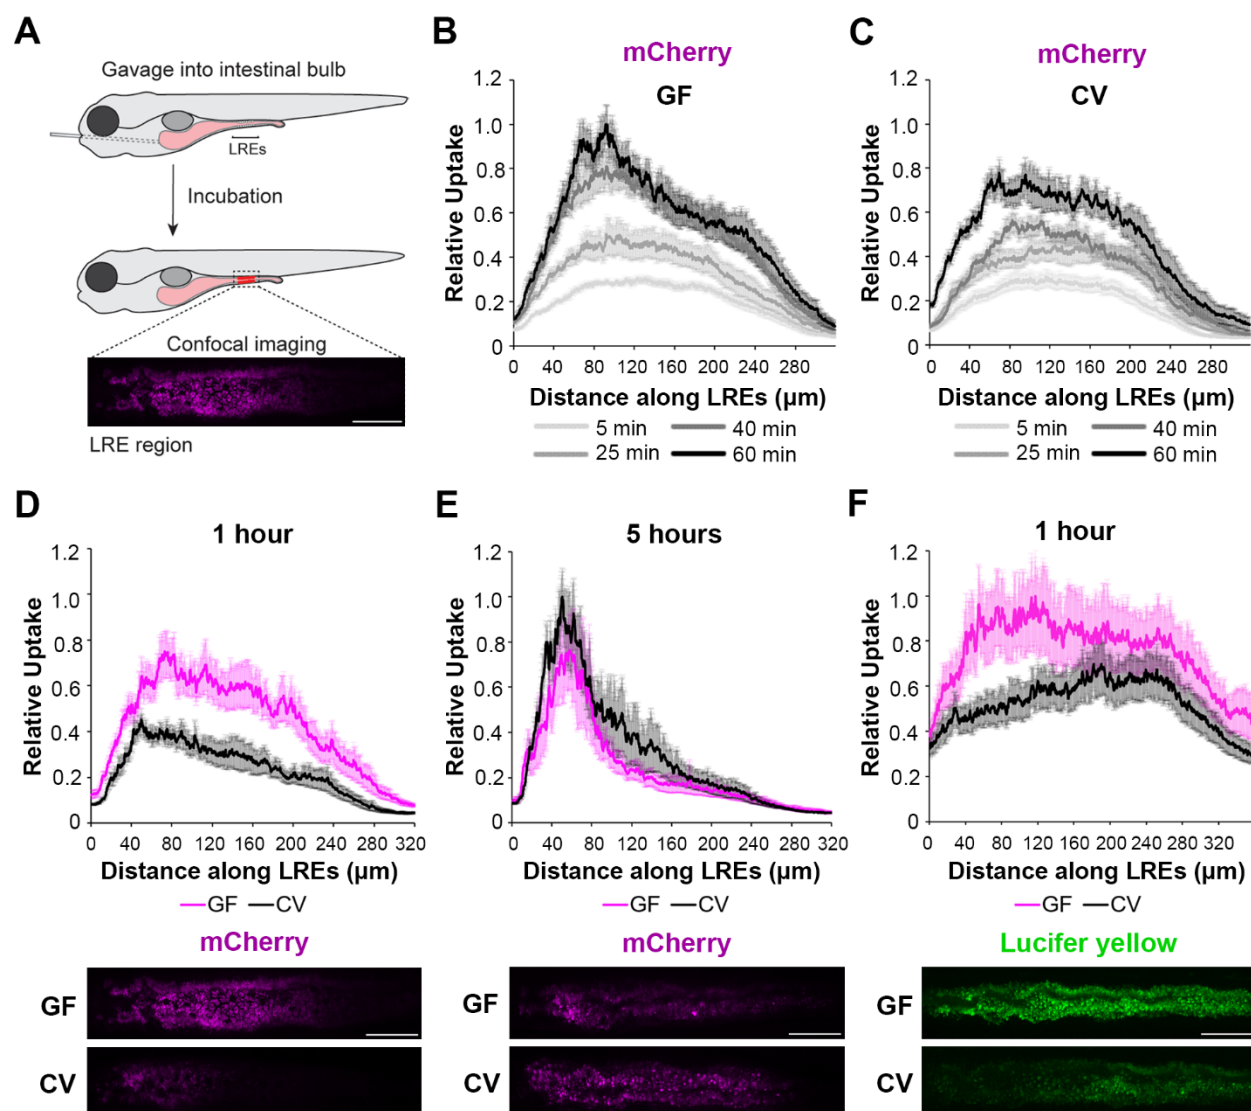 A
Gavage into intestinal bulb
LREs
Incubation
Confocal imaging
LRE region
B
mCherry
GF
1.2
1.0
0.8
0.6
0.4
0.2
0
Relative Uptake
0 40 80 120 160 200 240 280
Distance along LREs (µm)
5 min 40 min
25 min 60 min
C
mCherry
CV
1.2
1.0
0.8
0.6
0.4
0.2
0
Relative Uptake
0 40 80 120 160 200 240 280
Distance along LREs (µm)
5 min 40 min
25 min 60 min
D
1 hour
1.2
1.0
0.8
0.6
0.4
0.2
0
Relative Uptake
0 40 80 120 160 200 240 280 320
Distance along LREs (µm)
GF CV
mCherry
GF
CV
E
5 hours
1.2
1.0
0.8
0.6
0.4
0.2
0
Relative Uptake
0 40 80 120 160 200 240 280 320
Distance along LREs (µm)
GF CV
mCherry
GF
CV
F
1 hour
1.2
1.0
0.8
0.6
0.4
0.2
0
Relative Uptake
0 40 80 120 160 200 240 280 320
Distance along LREs (µm)
GF CV
Lucifer yellow
GF
CV